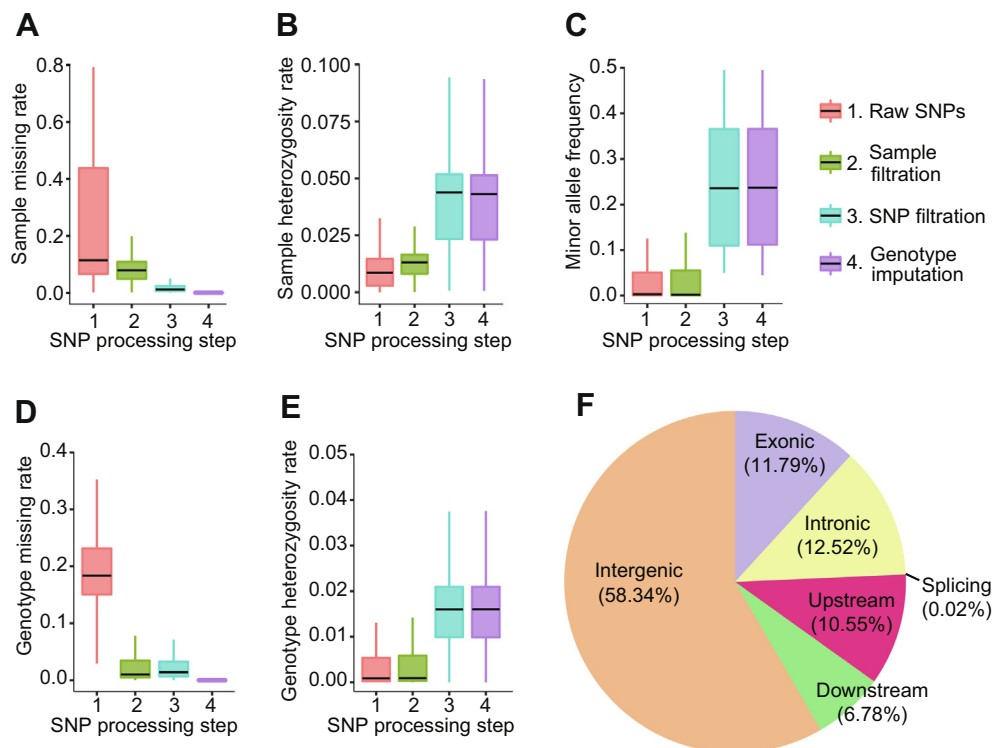 A
Sample missing rate
0.8
0.6
0.4
0.2
0.0
1 2 3 4
SNP processing step
B
Sample heterozygosity rate
0.100
0.075
0.050
0.025
0.000
1 2 3 4
SNP processing step
C
Minor allele frequency
0.5
0.4
0.3
0.2
0.1
0.0
1 2 3 4
SNP processing step
1. Raw SNPs
2. Sample
filtration
3. SNP filtration
4. Genotype
imputation
D
Genotype missing rate
0.4
0.3
0.2
0.1
0.0
1 2 3 4
SNP processing step
E
Genotype heterozygosity rate
0.05
0.04
0.03
0.02
0.01
0.00
1 2 3 4
SNP processing step
F
Exonic
(11.79%)
Intronic
(12.52%)
Splicing
(0.02%)
Upstream
(10.55%)
Downstream
(6.78%)
Intergenic
(58.34%)